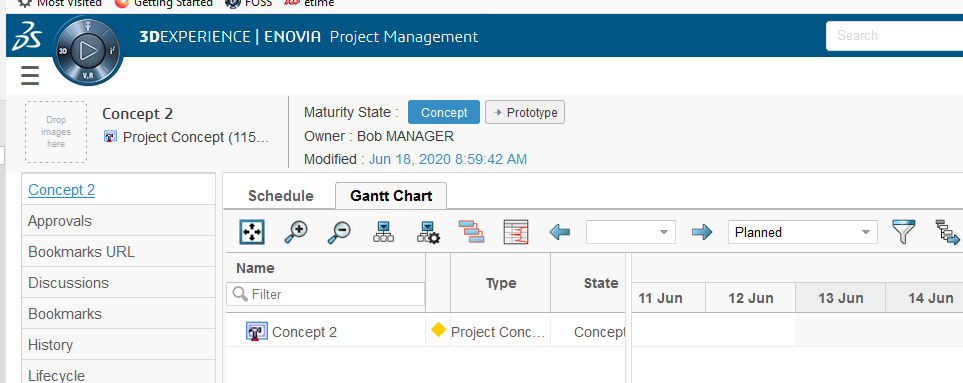 Most Visited Getting Started FOSS etime
3DEXPERIENCE | ENOVIA Project Management
Search
3D
V.R
Concept 2
Project Concept (115...
Drop images here
Maturity State : Concept Prototype
Owner : Bob MANAGER
Modified : Jun 18, 2020 8:59:42 AM
Concept 2
Approvals
Bookmarks URL
Discussions
Bookmarks
History
Lifecycle
Schedule Gantt Chart
Planned
Name Type State
Filter
11 Jun 12 Jun 13 Jun 14 Jun
Concept 2 Project Conc... Concept